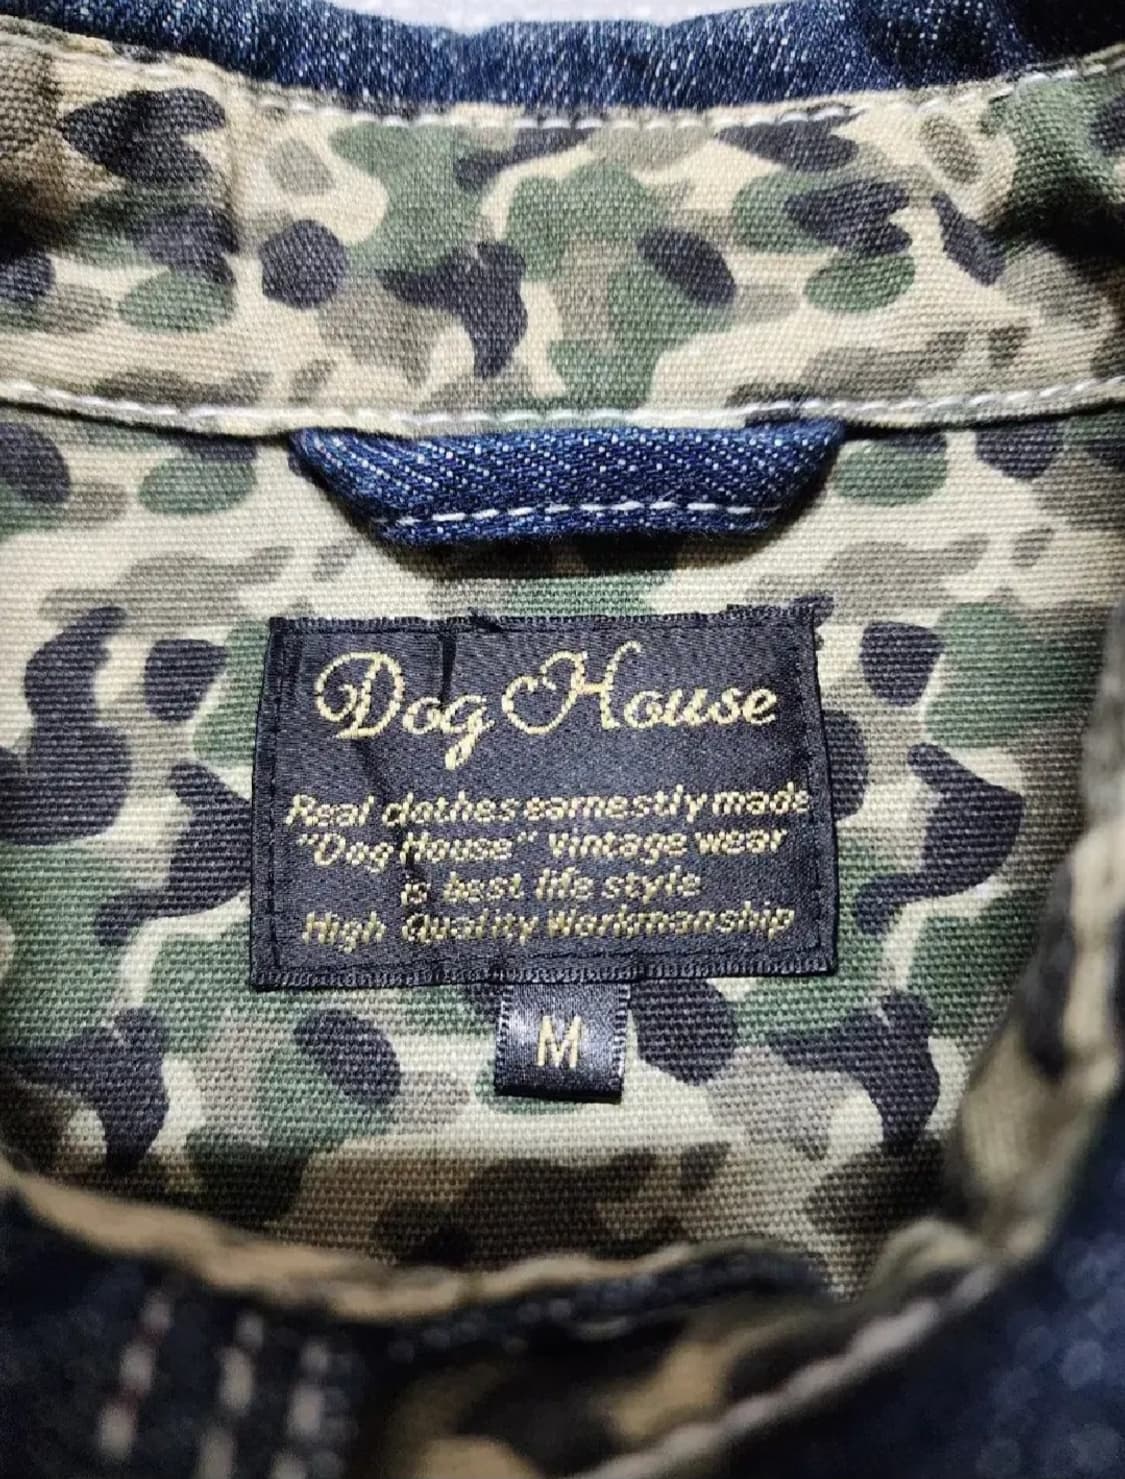 Dog House
Real clothes earnestly made
"Dog House" vintage wear
is best life style
High Quality Workmanship
M